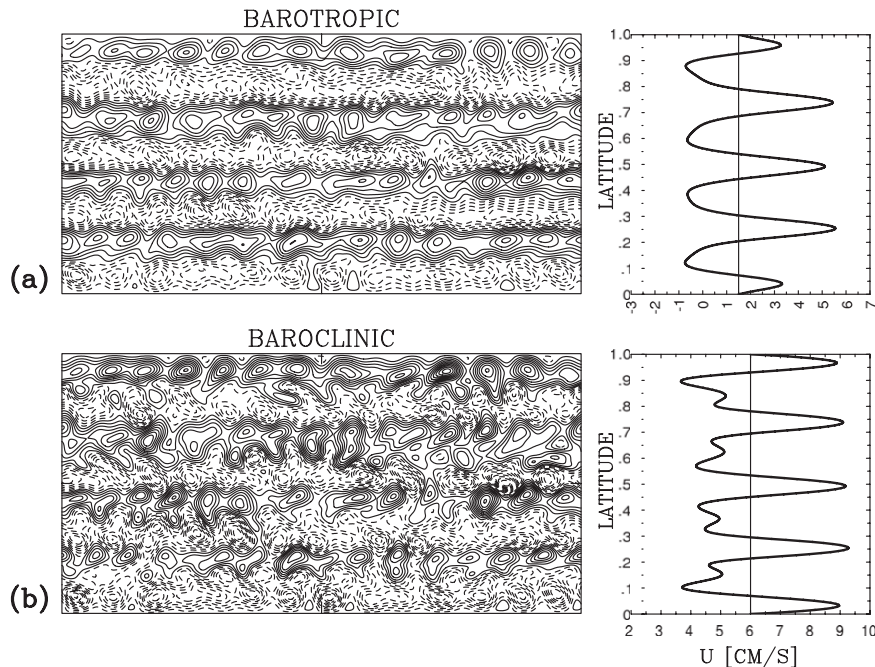 BAROTROPIC
(a)
LATITUDE
1.0
.9
.8
.7
.6
.5
.4
.3
.2
.1
0
-3 -2 -1 0 1 2 3 4 5 6 7
BAROCLINIC
(b)
LATITUDE
1.0
.9
.8
.7
.6
.5
.4
.3
.2
.1
0
2 3 4 5 6 7 8 9 10
U [CM/S]